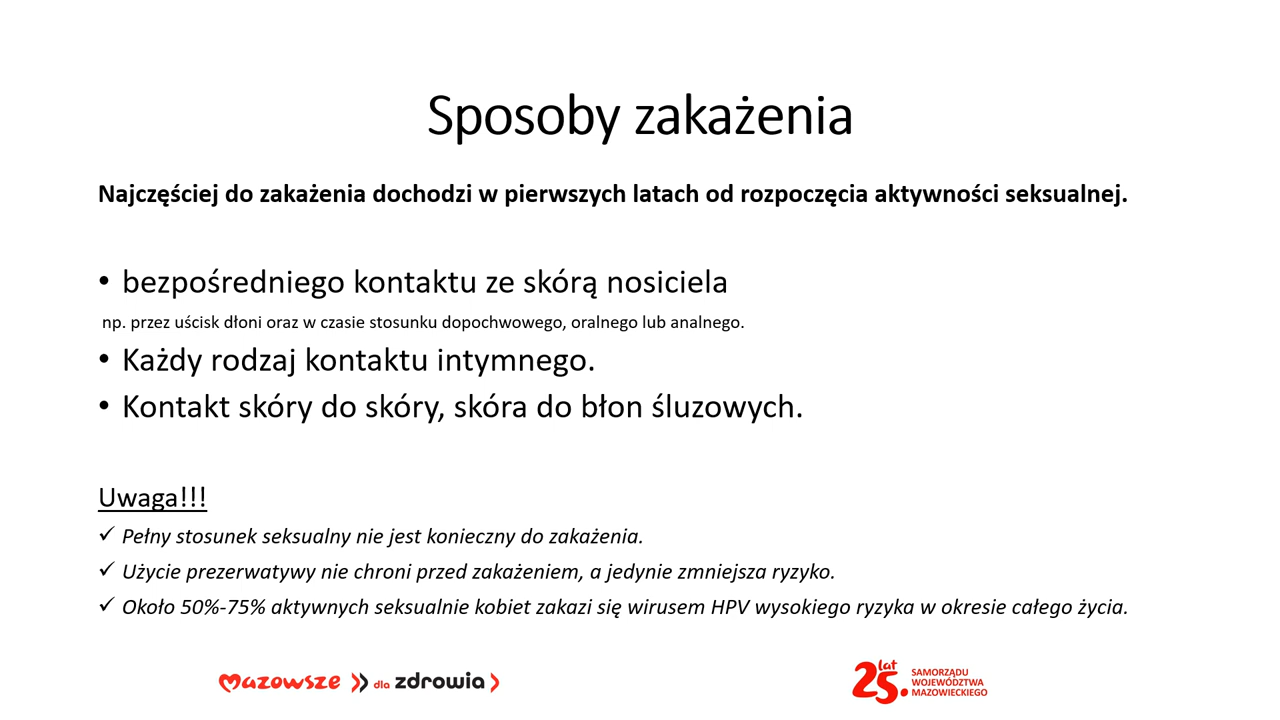 Sposoby zakażenia
Najczęściej do zakażenia dochodzi w pierwszych latach od rozpoczęcia aktywności seksualnej.
• bezpośredniego kontaktu ze skórą nosiciela
np. przez uścisk dłoni oraz w czasie stosunku dopochwowego, oralnego lub analnego.
• Każdy rodzaj kontaktu intymnego.
• Kontakt skóry do skóry, skóra do błon śluzowych.
Uwaga!!!
✓ Pełny stosunek seksualny nie jest konieczny do zakażenia.
✓ Użycie prezerwatywy nie chroni przed zakażeniem, a jedynie zmniejsza ryzyko.
✓ Około 50%-75% aktywnych seksualnie kobiet zakazi się wirusem HPV wysokiego ryzyka w okresie całego życia.
mazowsze dla zdrowia
25 lat SAMORZĄDU
WOJEWÓDZTWA
MAZOWIECKIEGO